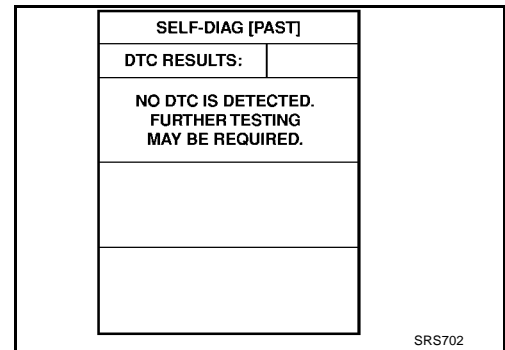 SELF-DIAG [PAST]
DTC RESULTS:
NO DTC IS DETECTED.
FURTHER TESTING
MAY BE REQUIRED.
SRS702